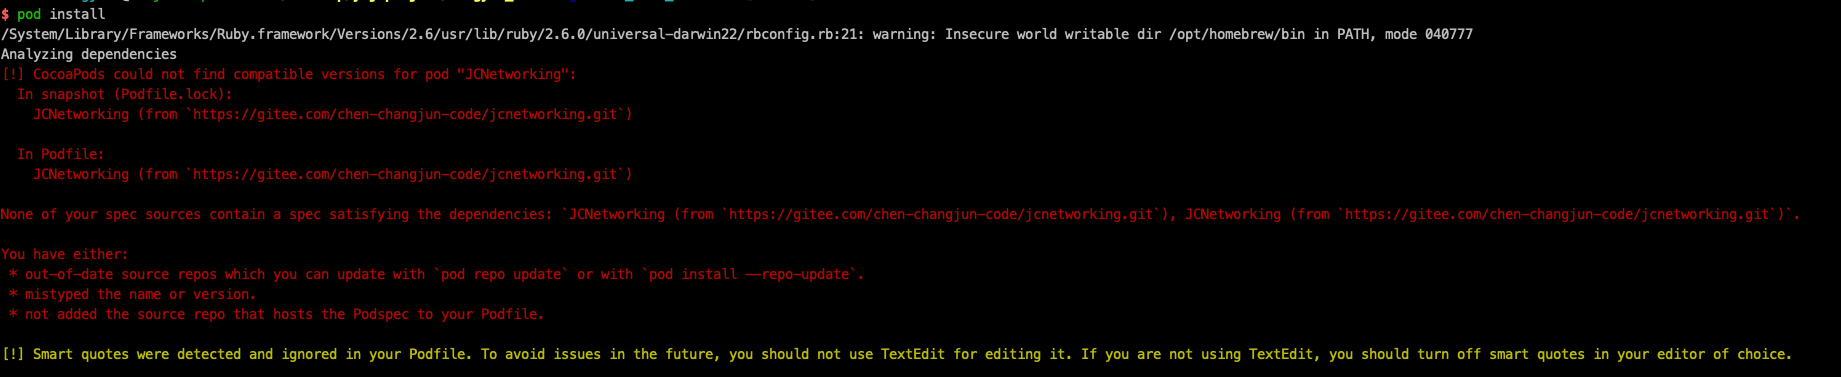 $ pod install
/System/Library/Frameworks/Ruby.framework/Versions/2.6/usr/lib/ruby/2.6.0/universal-darwin22/rbconfig.rb:21: warning: Insecure world writable dir /opt/homebrew/bin in PATH, mode 040777
Analyzing dependencies
[!] CocoaPods could not find compatible versions for pod "JCNetworking":
  In snapshot (Podfile.lock):
    JCNetworking (from `https://gitee.com/chen-changjun-code/jcnetworking.git`)

  In Podfile:
    JCNetworking (from `https://gitee.com/chen-changjun-code/jcnetworking.git`)

None of your spec sources contain a spec satisfying the dependencies: `JCNetworking (from `https://gitee.com/chen-changjun-code/jcnetworking.git`), JCNetworking (from `https://gitee.com/chen-changjun-code/jcnetworking.git`)`.

You have either:
 * out-of-date source repos which you can update with `pod repo update` or with `pod install --repo-update`.
 * mistyped the name or version.
 * not added the source repo that hosts the Podspec to your Podfile.

[!] Smart quotes were detected and ignored in your Podfile. To avoid issues in the future, you should not use TextEdit for editing it. If you are not using TextEdit, you should turn off smart quotes in your editor of choice.